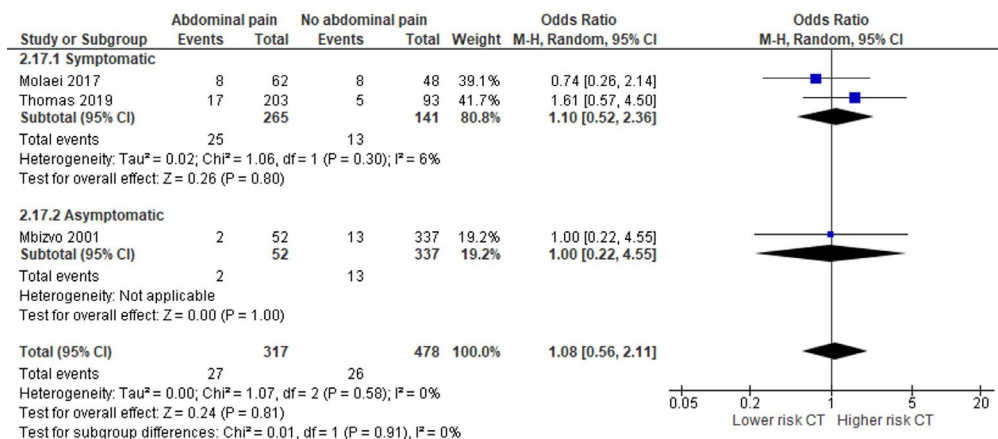 Abdominal pain No abdominal pain Odds Ratio Odds Ratio
Study or Subgroup Events Total Events Total Weight M-H, Random, 95% CI M-H, Random, 95% CI
2.17.1 Symptomatic
Molaei 2017 8 62 8 48 39.1% 0.74 [0.26, 2.14]
Thomas 2019 17 203 5 93 41.7% 1.61 [0.57, 4.50]
Subtotal (95% CI) 265 141 80.8% 1.10 [0.52, 2.36]
Total events 25 13
Heterogeneity: Tau² = 0.02; Chi² = 1.06, df = 1 (P = 0.30); I² = 6%
Test for overall effect: Z = 0.26 (P = 0.80)
2.17.2 Asymptomatic
Mbizvo 2001 2 52 13 337 19.2% 1.00 [0.22, 4.55]
Subtotal (95% CI) 52 337 19.2% 1.00 [0.22, 4.55]
Total events 2 13
Heterogeneity: Not applicable
Test for overall effect: Z = 0.00 (P = 1.00)
Total (95% CI) 317 478 100.0% 1.08 [0.56, 2.11]
Total events 27 26
Heterogeneity: Tau² = 0.00; Chi² = 1.07, df = 2 (P = 0.58); I² = 0%
Test for overall effect: Z = 0.24 (P = 0.81)
Test for subgroup differences: Chi² = 0.01, df = 1 (P = 0.91), I² = 0%
0.05 0.2 1 5 20
Lower risk CT Higher risk CT